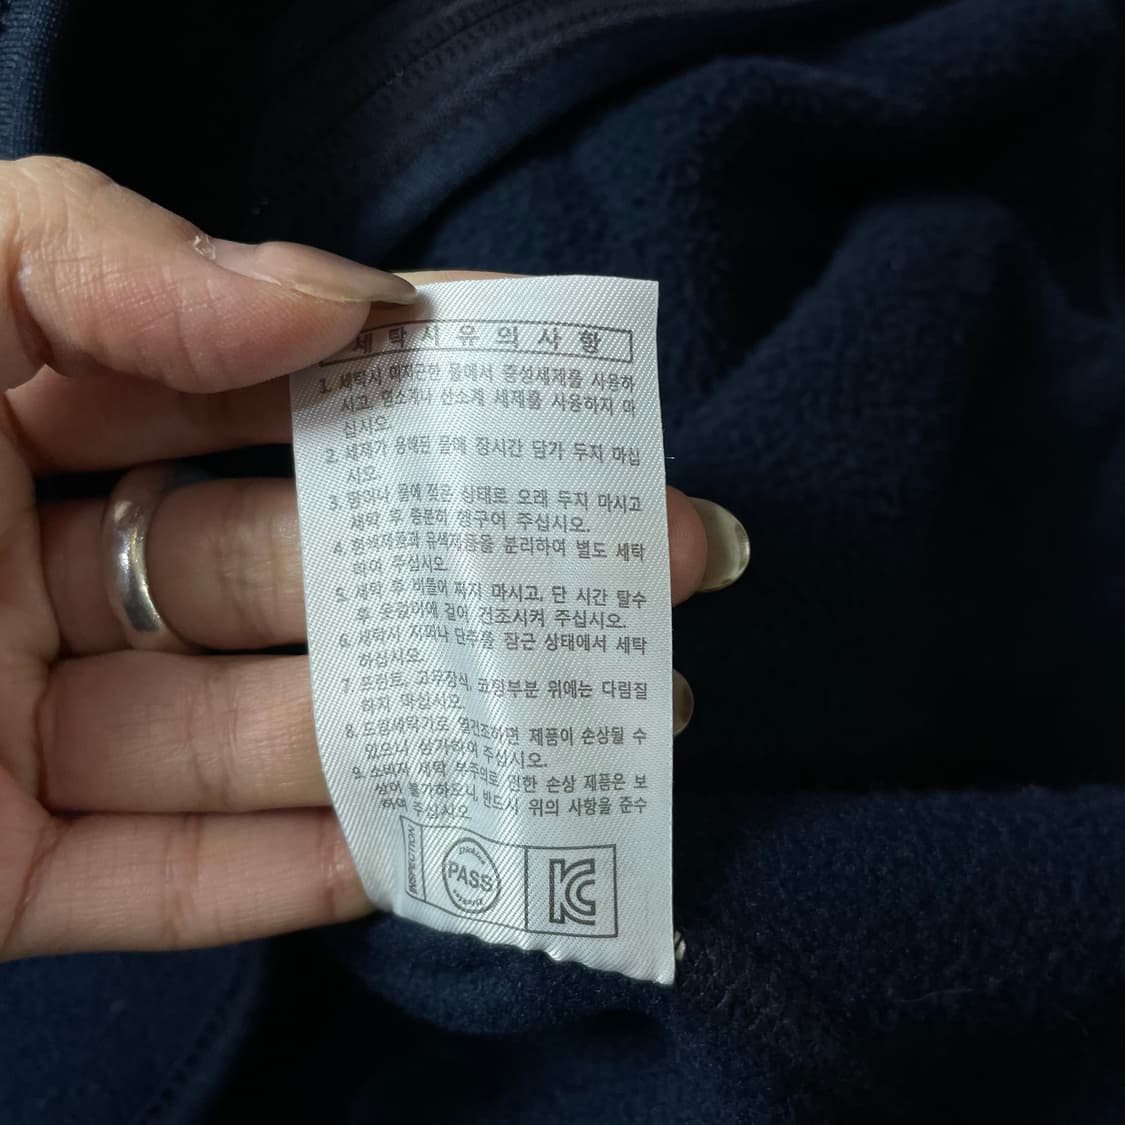 세탁시유의사항
1. 세탁시 미지근한 물에서 중성세제를 사용하
시고, 염소계나 산소계 세제를 사용하지 마
십시오.
2. 세제가 용해된 물에 장시간 담가 두지 마십
시오.
3. 땀이나 물에 젖은 상태로 오래 두지 마시고
세탁 후 충분히 헹구어 주십시오.
4. 흰색제품과 유색제품을 분리하여 별도 세탁
하여 주십시오.
5. 세탁 후 비틀어 짜지 마시고, 단 시간 탈수
후 옷걸이에 걸어 건조시켜 주십시오.
6. 세탁시 지퍼나 단추를 잠근 상태에서 세탁
하십시오.
7. 프린트, 고무장식, 코팅부분 위에는 다림질
하지 마십시오.
8. 드럼세탁기로 열건조하면 제품이 손상될 수
있으니 삼가하여 주십시오.
9. 소비자 세탁 부주의로 인한 손상 제품은 보
상이 불가하오니, 반드시 위의 사항을 준수
하여 주십시오
INSPECTION
Dickies
PASS
Dickies
KC